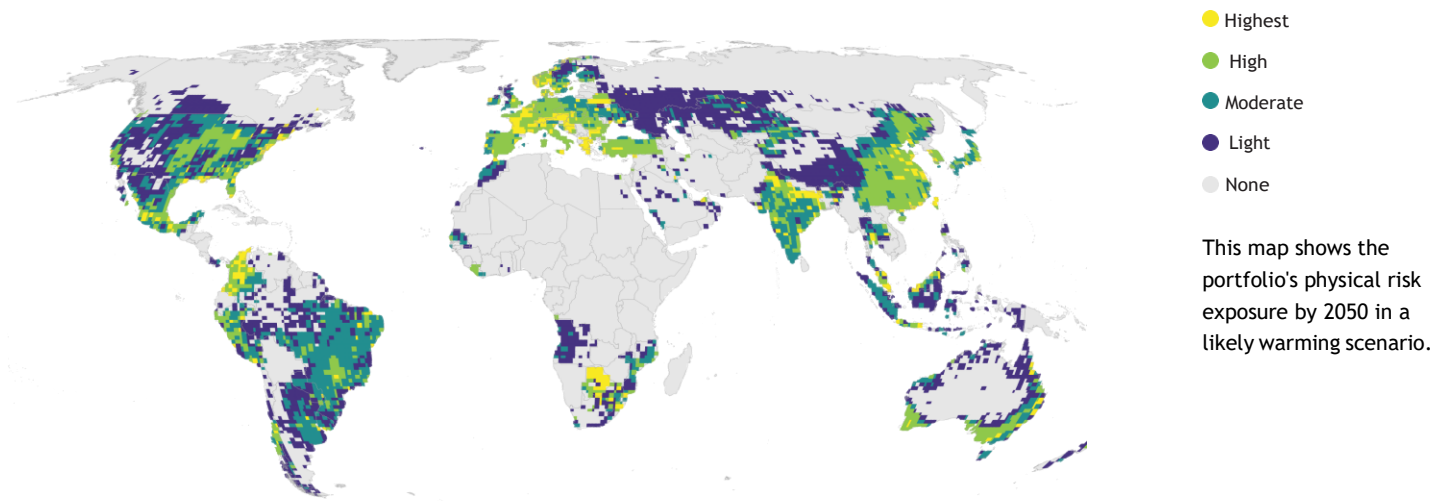 Highest
High
Moderate
Light
None
This map shows the
portfolio's physical risk
exposure by 2050 in a
likely warming scenario.